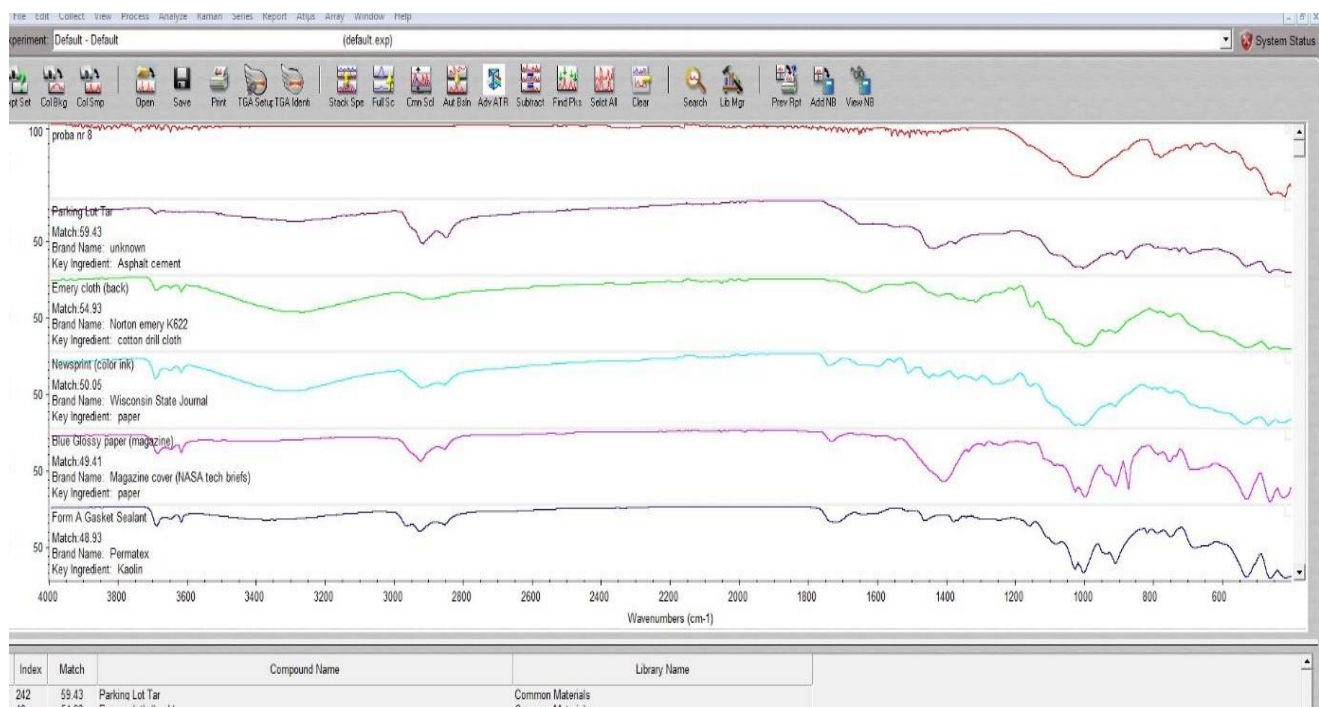 File Edit Collect View Process Analyze Raman Series Report Atlµs Array Window Help
xperiment: Default - Default (default.exp)
System Status
xpt Set Col Bkg Col Smp Open Save Print TGA Setup TGA Identi Stack Spe Full Sc Cmn Scl Aut Bsln Adv ATR Subtract Find Pks Selct All Clear Search Lib Mgr Prev Rpt Add NB View NB
100
proba nr 8
Parking Lot Tar
Match:59.43
50
Brand Name: unknown
Key Ingredient: Asphalt cement
Emery cloth (back)
Match:54.93
50
Brand Name: Norton emery K622
Key Ingredient: cotton drill cloth
Newsprint (color ink)
Match:50.05
50
Brand Name: Wisconsin State Journal
Key Ingredient: paper
Blue Glossy paper (magazine)
Match:49.41
50
Brand Name: Magazine cover (NASA tech briefs)
Key Ingredient: paper
Form A Gasket Sealant
Match:48.93
50
Brand Name: Permatex
Key Ingredient: Kaolin
4000 3800 3600 3400 3200 3000 2800 2600 2400 2200 2000 1800 1600 1400 1200 1000 800 600
Wavenumbers (cm-1)
Index Match Compound Name Library Name
242 59.43 Parking Lot Tar Common Materials